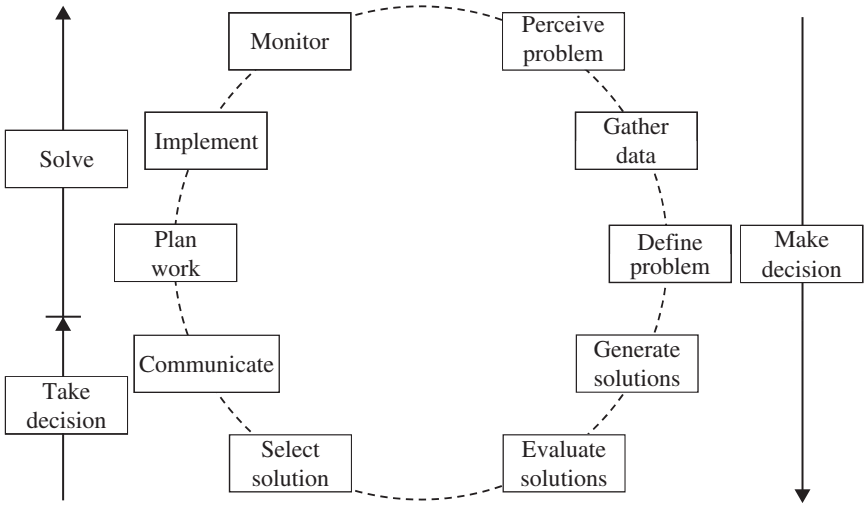 Monitor
Perceive
problem
Implement
Gather
data
Solve
Plan
work
Define
problem
Make
decision
Communicate
Generate
solutions
Take
decision
Select
solution
Evaluate
solutions